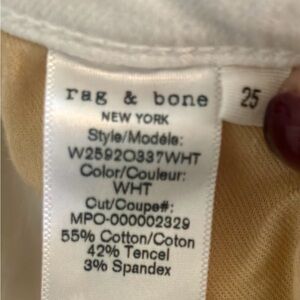 rag & bone
NEW YORK
25
Style/Modéle:
W2592O337WHT
Color/Couleur:
WHT
Cut/Coupe#:
MPO-000002329
55% Cotton/Coton
42% Tencel
3% Spandex